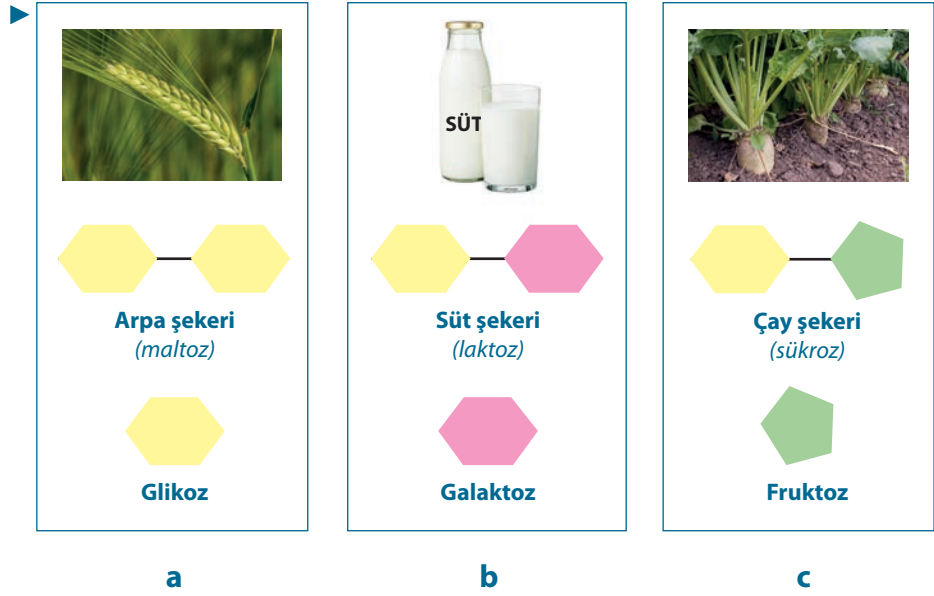 SÜT
Arpa şekeri
(maltoz)
Glikoz
a
Süt şekeri
(laktoz)
Galaktoz
b
Çay şekeri
(sükroz)
Fruktoz
c